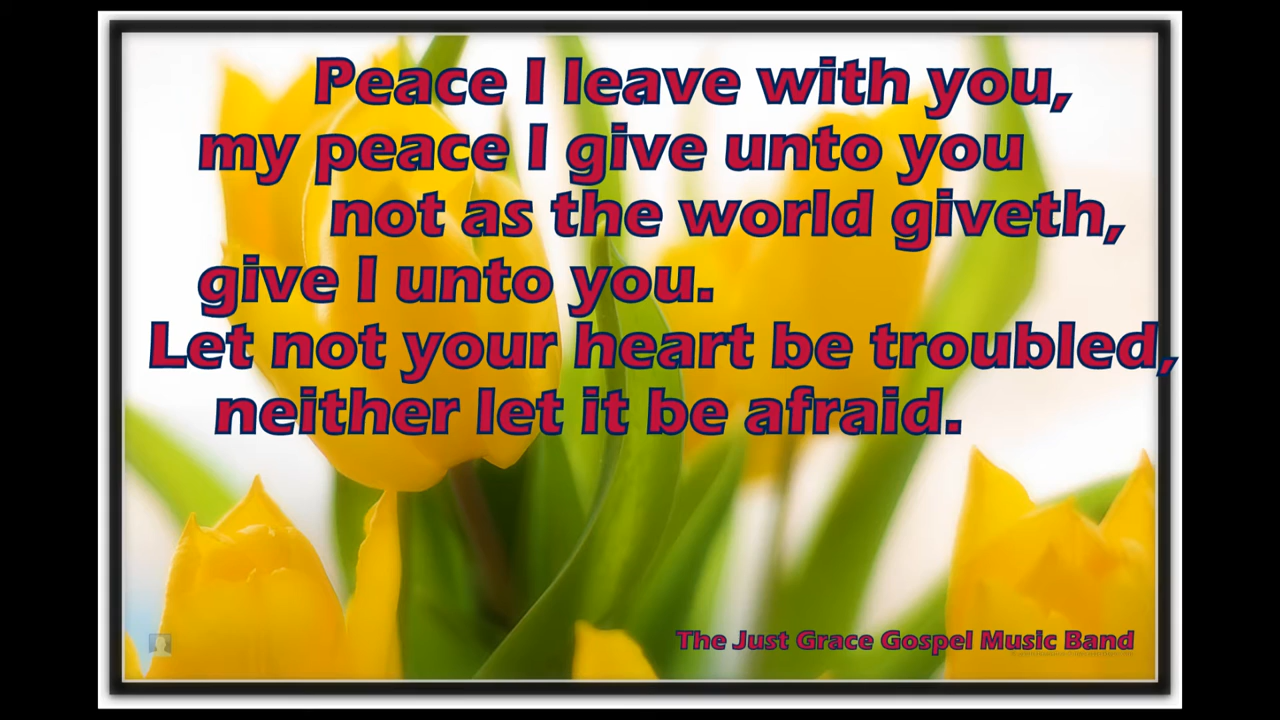 Peace I leave with you,
my peace I give unto you
not as the world giveth,
give I unto you.
Let not your heart be troubled,
neither let it be afraid.
The Just Grace Gospel Music Band